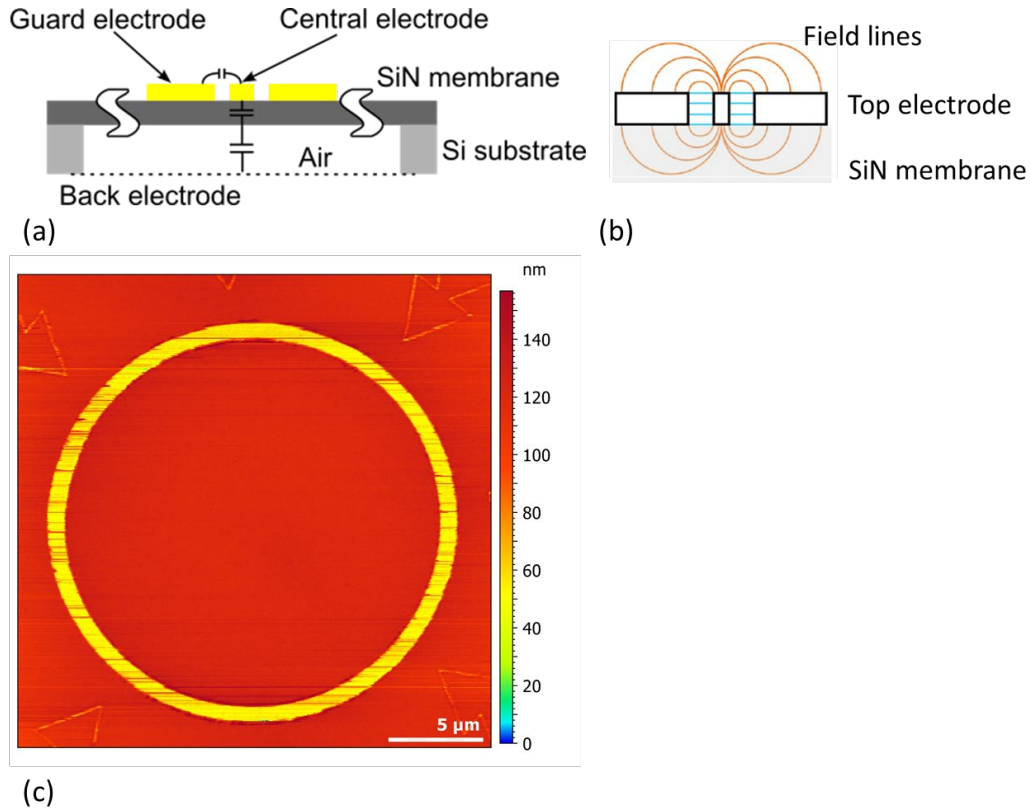 Guard electrode
Central electrode
SiN membrane
Air
Si substrate
Back electrode
(a)
Field lines
Top electrode
SiN membrane
(b)
nm
140
120
100
80
60
40
20
0
5 µm
(c)